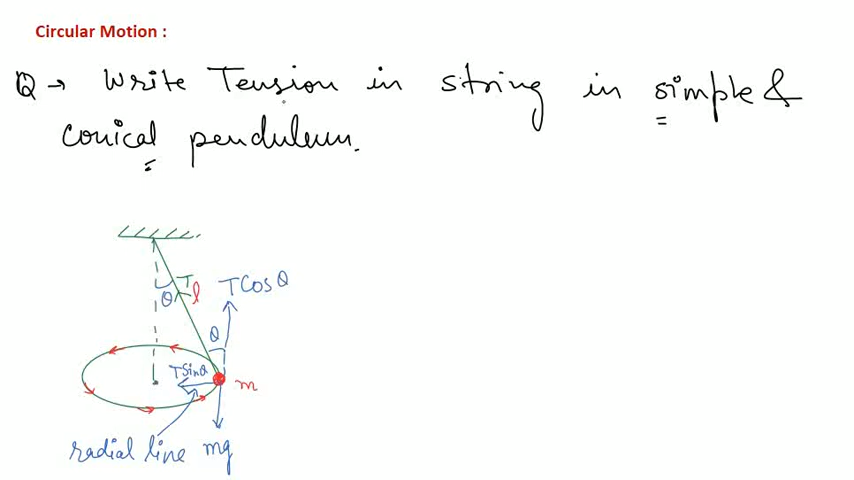 Circular Motion :
Q → Write Tension in string in simple &
conical pendulum.
T
θ
l
T Cos θ
θ
T Sin θ
m
radial line
mg